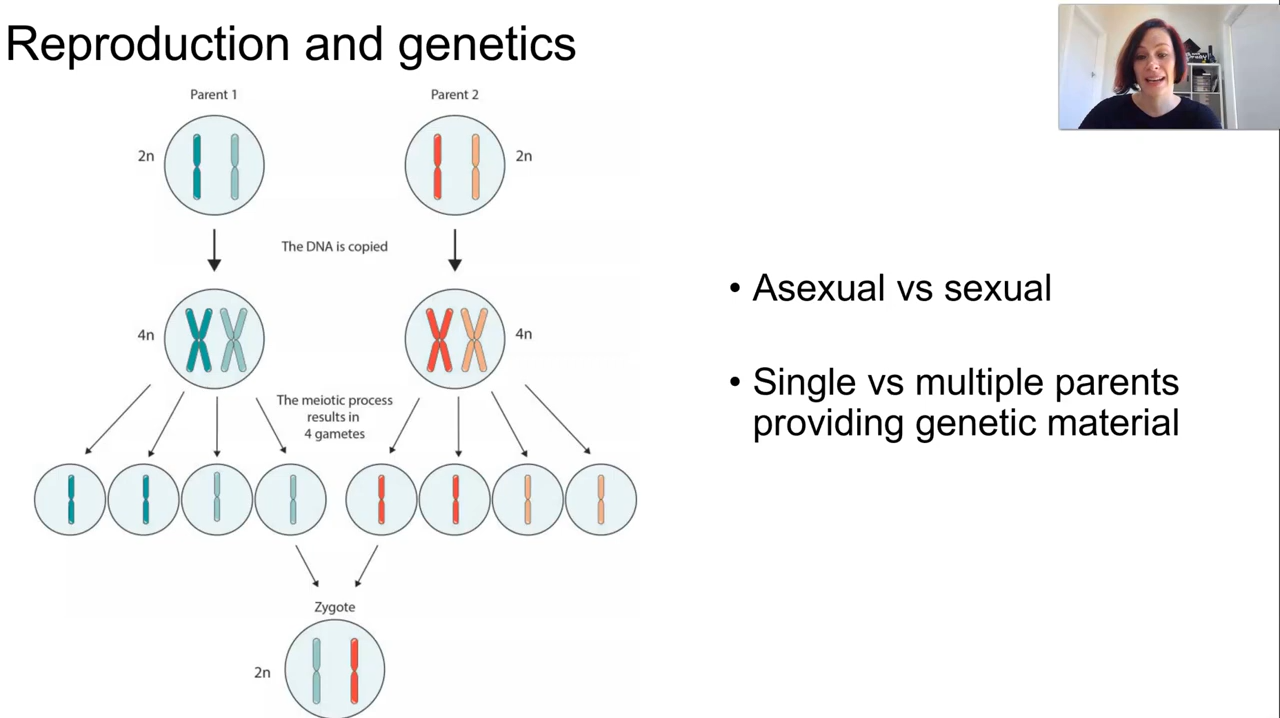 Reproduction and genetics
Parent 1
Parent 2
2n
2n
The DNA is copied
4n
4n
The meiotic process
results in
4 gametes
Zygote
2n
• Asexual vs sexual
• Single vs multiple parents
providing genetic material